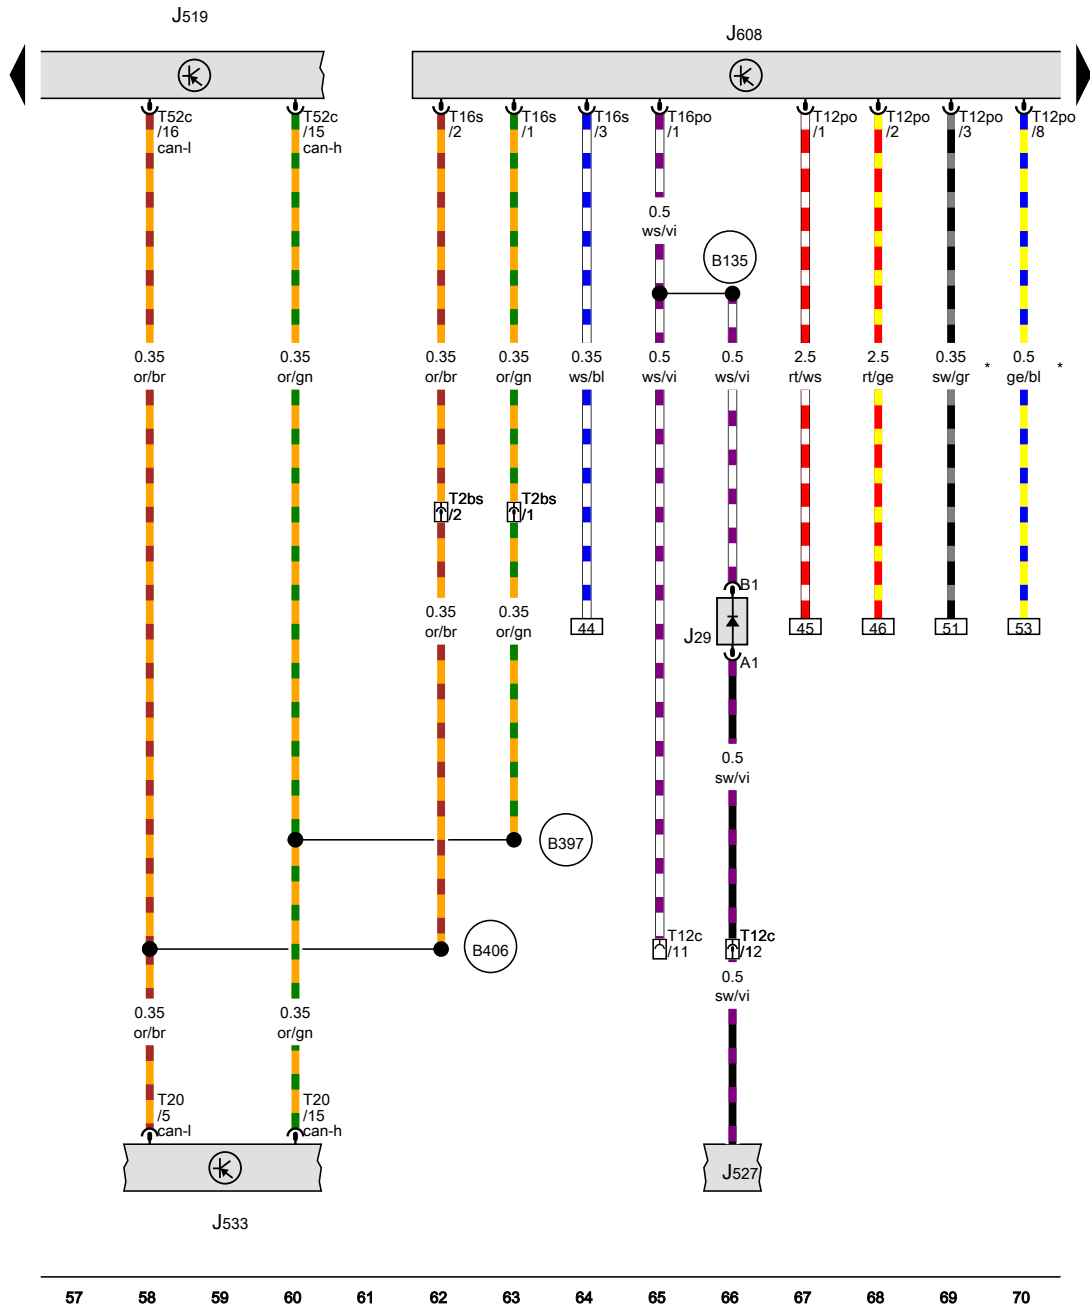 J519
J608
T52c
/16
can-l
T52c
/15
can-h
T16s
/2
T16s
/1
T16s
/3
T16po
/1
T12po
/1
T12po
/2
T12po
/3
T12po
/8
0.5
ws/vi
B135
0.35
or/br
0.35
or/gn
0.35
or/br
0.35
or/gn
0.35
ws/bl
0.5
ws/vi
0.5
ws/vi
2.5
rt/ws
2.5
rt/ge
0.35
sw/gr
*
0.5
ge/bl
*
T2bs
/2
T2bs
/1
B1
0.35
or/br
0.35
or/gn
44
J29
45
46
51
53
A1
0.5
sw/vi
B397
B406
T12c
/11
T12c
/12
0.5
sw/vi
0.35
or/br
0.35
or/gn
T20
/5
can-l
T20
/15
can-h
J527
J533
57 58 59 60 61 62 63 64 65 66 67 68 69 70